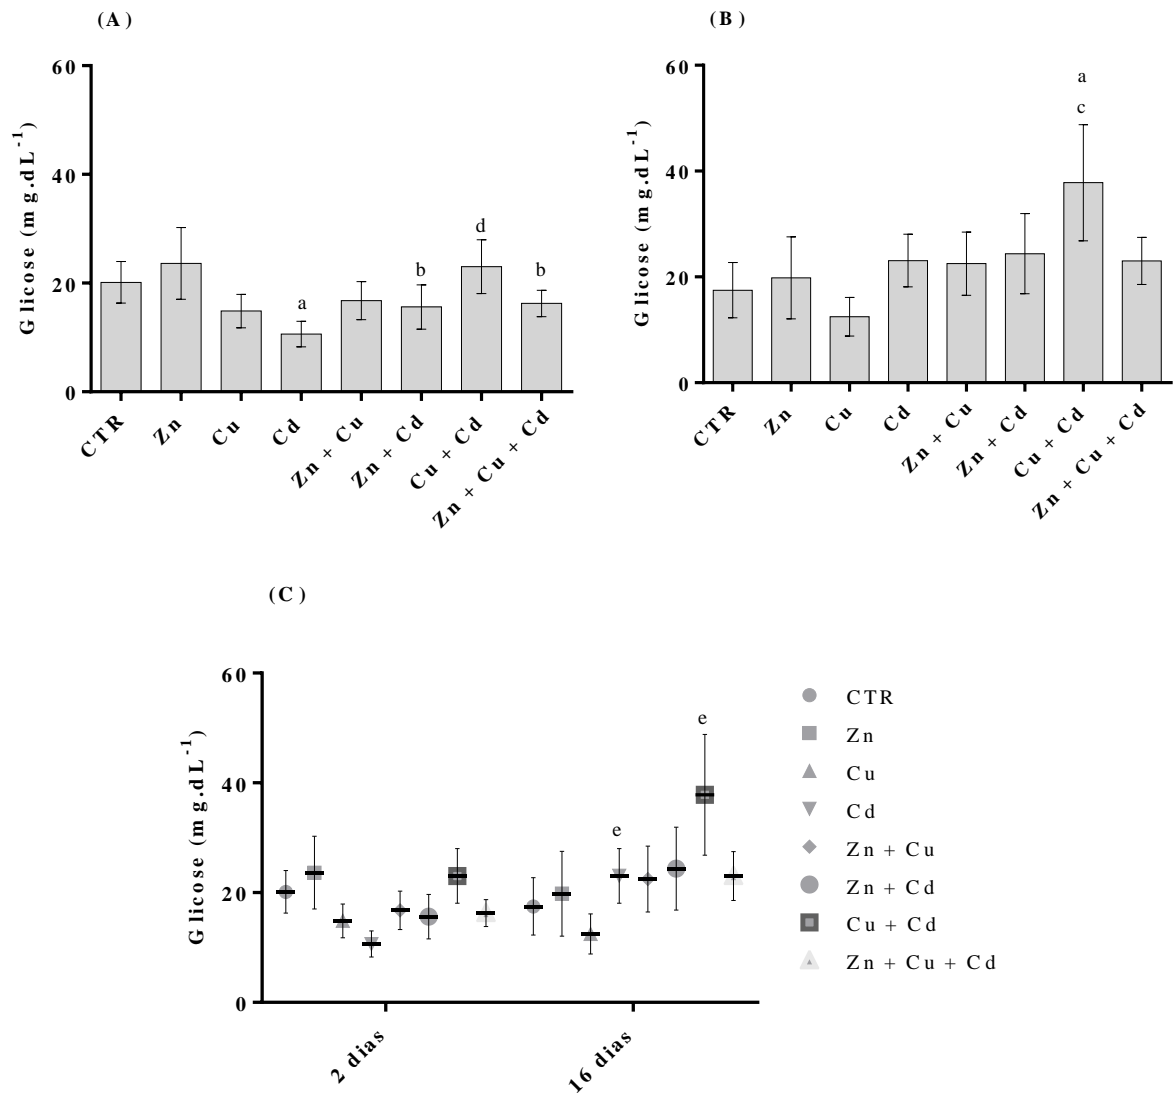 (A)
60
40
20
0
Glicose (mg.dL-1)
a
b
d
b
CTR
Zn
Cu
Cd
Zn + Cu
Zn + Cd
Cu + Cd
Zn + Cu + Cd
(B)
60
40
20
0
Glicose (mg.dL-1)
a
c
CTR
Zn
Cu
Cd
Zn + Cu
Zn + Cd
Cu + Cd
Zn + Cu + Cd
(C)
60
40
20
0
Glicose (mg.dL-1)
e
e
2 dias
16 dias
CTR
Zn
Cu
Cd
Zn + Cu
Zn + Cd
Cu + Cd
Zn + Cu + Cd